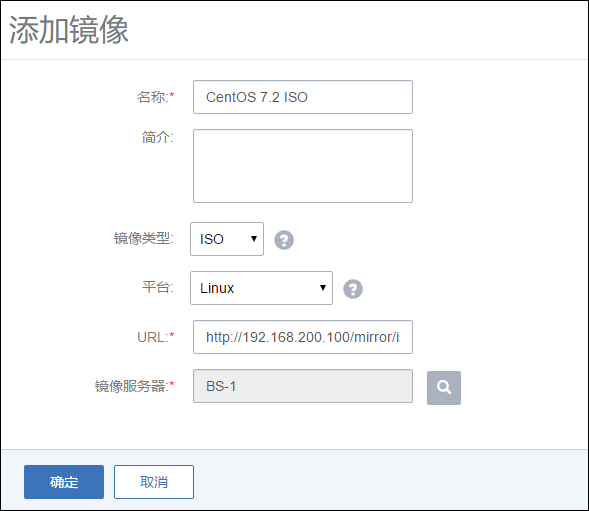 添加镜像
名称:* CentOS 7.2 ISO
简介:
镜像类型: ISO ?
平台: Linux ?
URL:* http://192.168.200.100/mirror/i
镜像服务器:* BS-1
确定 取消